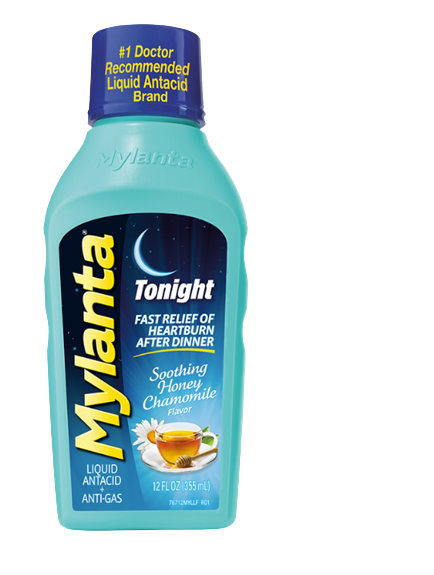 #1 Doctor
Recommended
Liquid Antacid
Brand
Mylanta
Mylanta®
Tonight
FAST RELIEF OF
HEARTBURN
AFTER DINNER
Soothing
Honey
Chamomile
Flavor
LIQUID
ANTACID
+
ANTI-GAS
12 FL OZ (355 mL)